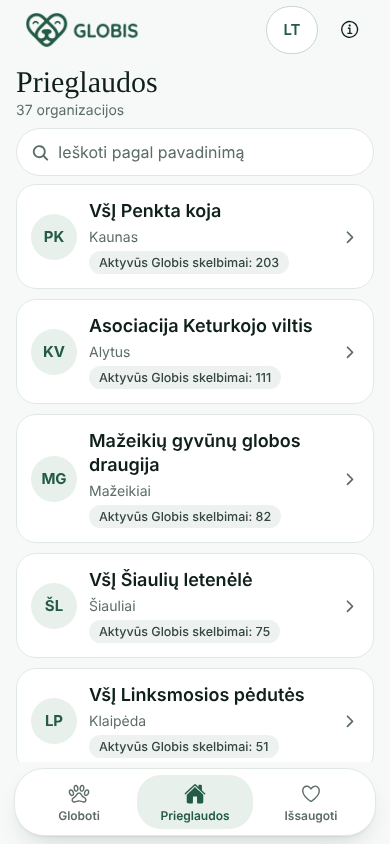 GLOBIS
LT
Prieglaudos
37 organizacijos
Ieškoti pagal pavadinimą
PK
VšĮ Penkta koja
Kaunas
Aktyvūs Globis skelbimai: 203
KV
Asociacija Keturkojo viltis
Alytus
Aktyvūs Globis skelbimai: 111
MG
Mažeikių gyvūnų globos
draugija
Mažeikiai
Aktyvūs Globis skelbimai: 82
ŠL
VšĮ Šiaulių letenėlė
Šiauliai
Aktyvūs Globis skelbimai: 75
LP
VšĮ Linksmosios pėdutės
Klaipėda
Aktyvūs Globis skelbimai: 51
Globoti
Prieglaudos
Išsaugoti